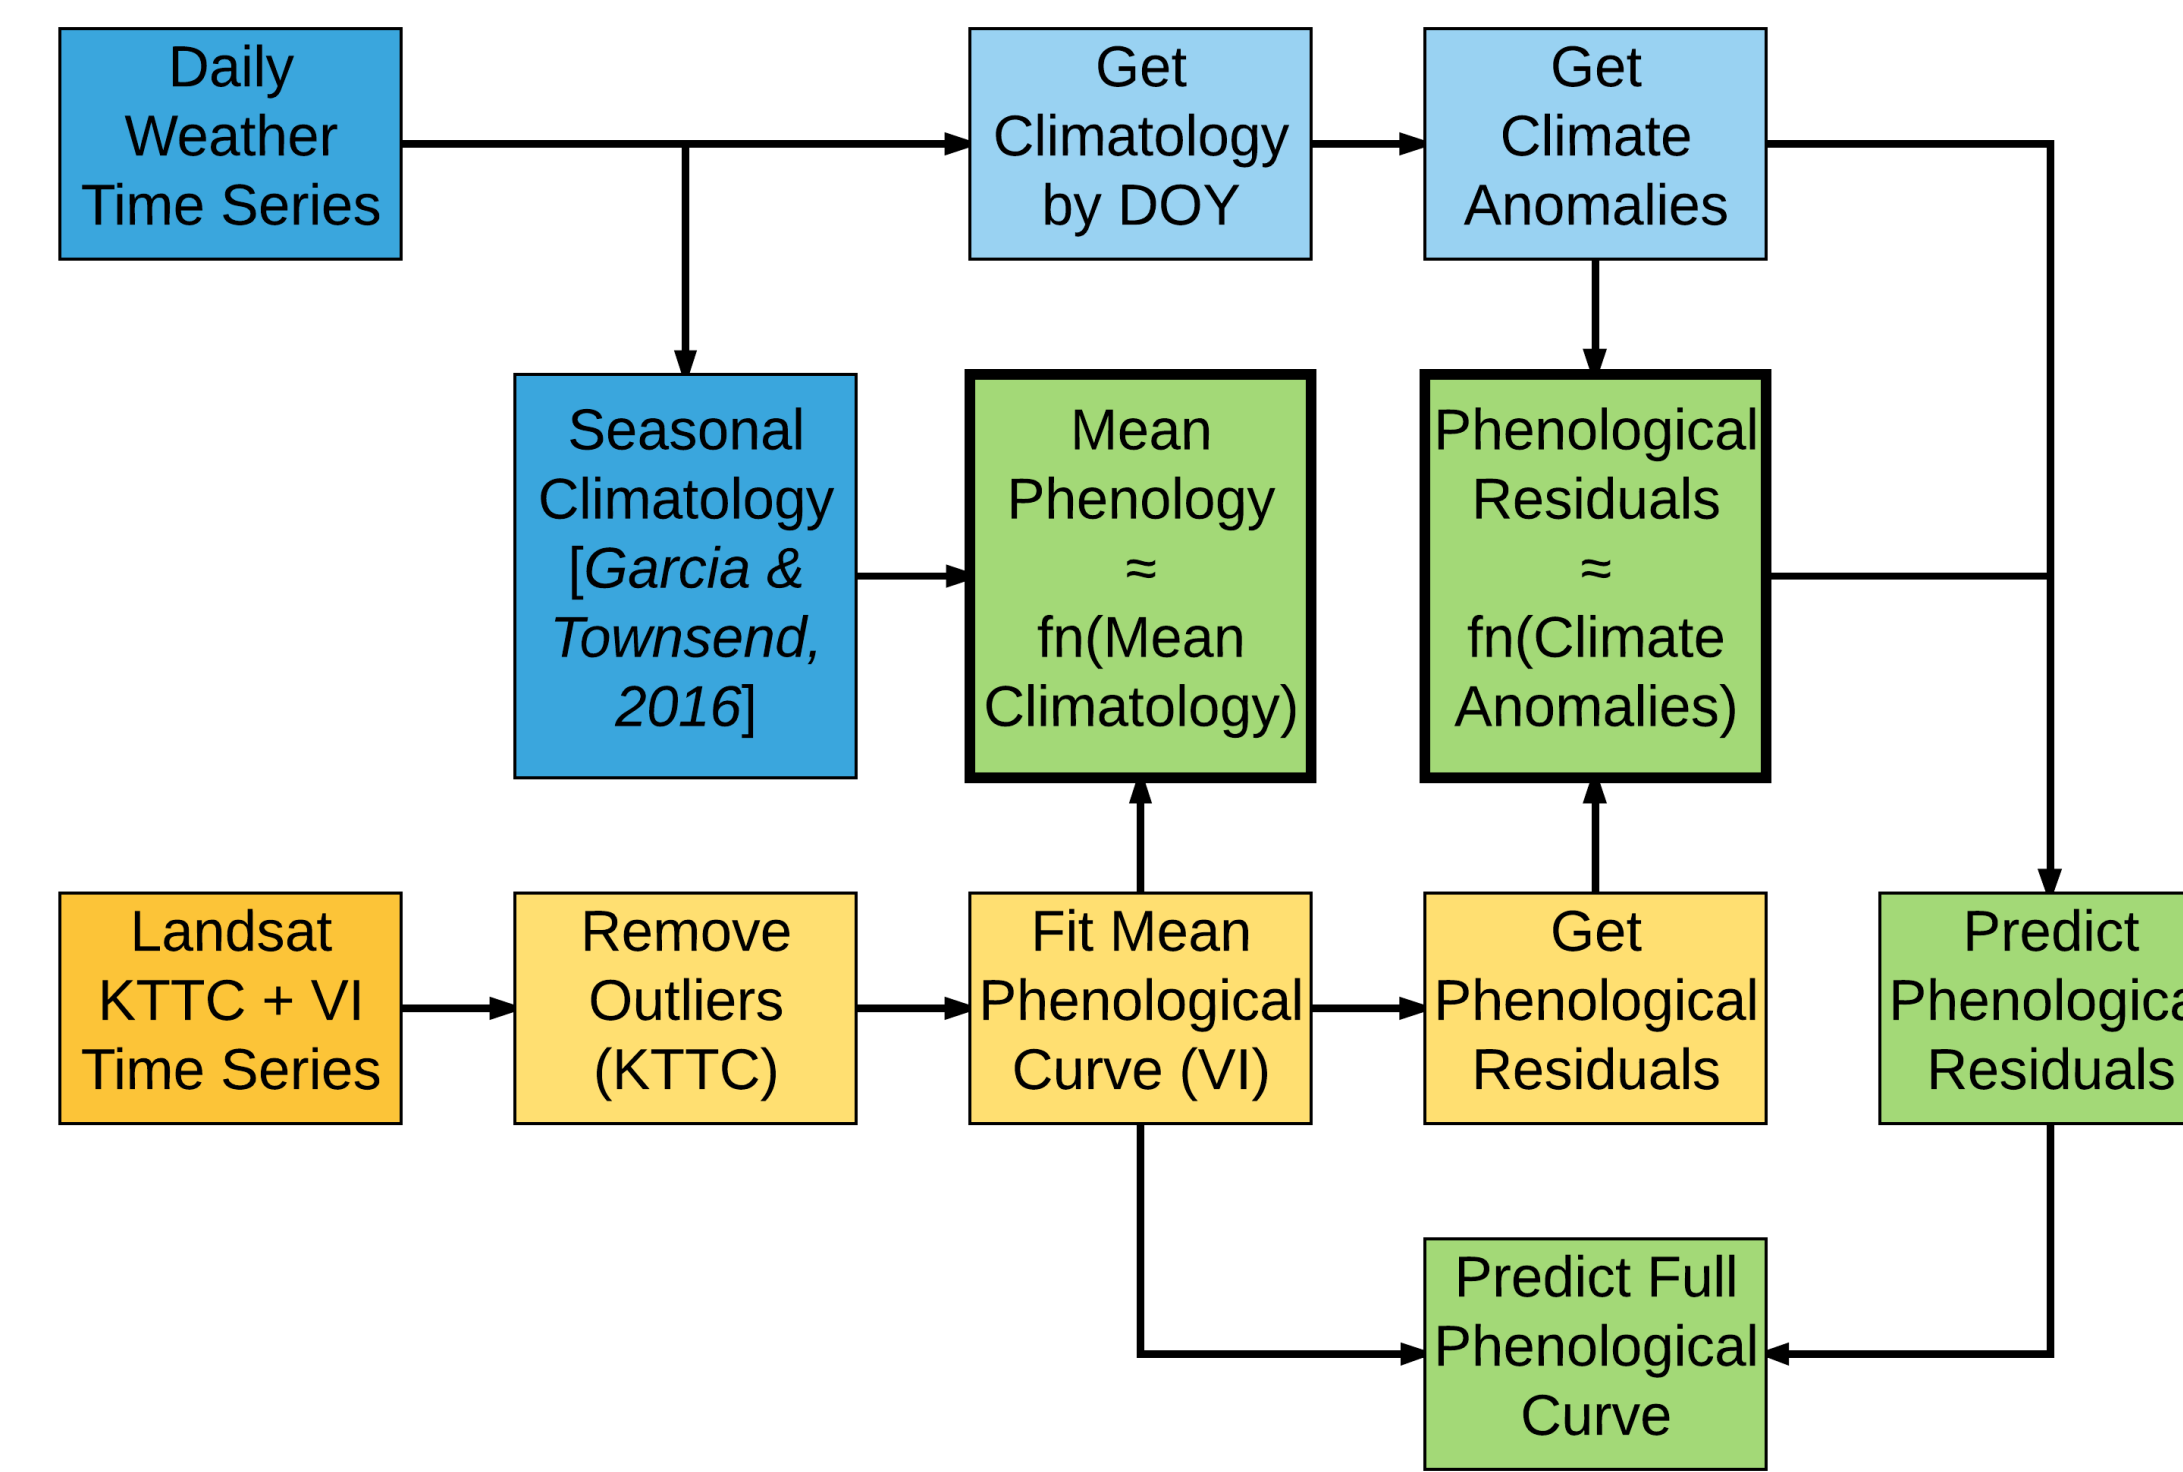 Daily
Weather
Time Series
Get
Climatology
by DOY
Get
Climate
Anomalies
Seasonal
Climatology
[Garcia &
Townsend,
2016]
Mean
Phenology
≈
fn(Mean
Climatology)
Phenological
Residuals
≈
fn(Climate
Anomalies)
Landsat
KTTC + VI
Time Series
Remove
Outliers
(KTTC)
Fit Mean
Phenological
Curve (VI)
Get
Phenological
Residuals
Predict
Phenologica
Residuals
Predict Full
Phenological
Curve